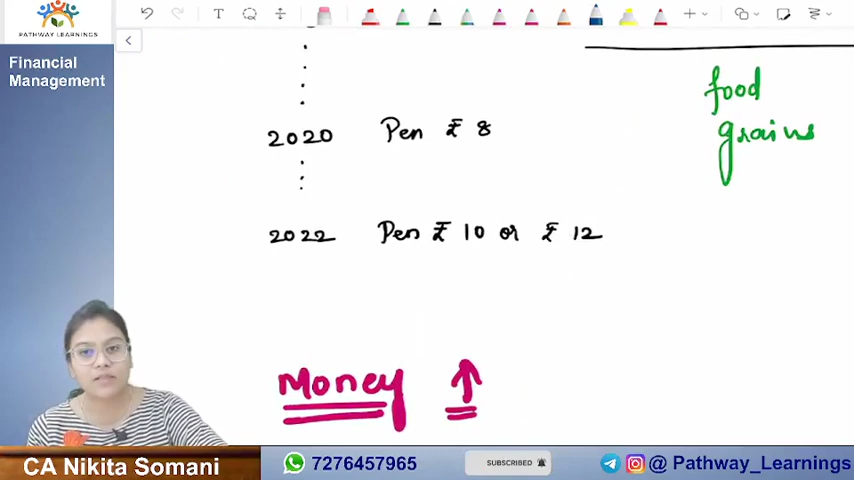 PATHWAY LEARNINGS
Financial
Management
T
food
grains
2020 Pen ₹ 8
2022 Pen ₹ 10 or ₹ 12
Money ↑
CA Nikita Somani
7276457965
SUBSCRIBED
@ Pathway_Learnings